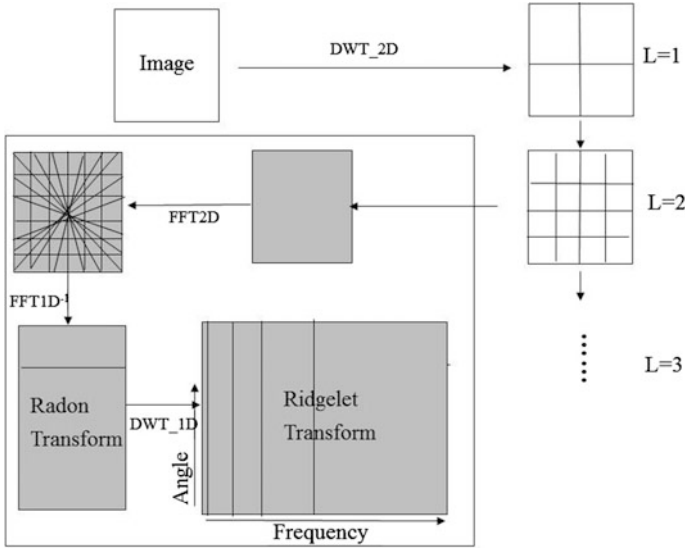 Image
DWT_2D
L=1
FFT2D
L=2
FFT1D-1
Radon
Transform
DWT_1D
Ridgelet
Transform
L=3
Angle
Frequency